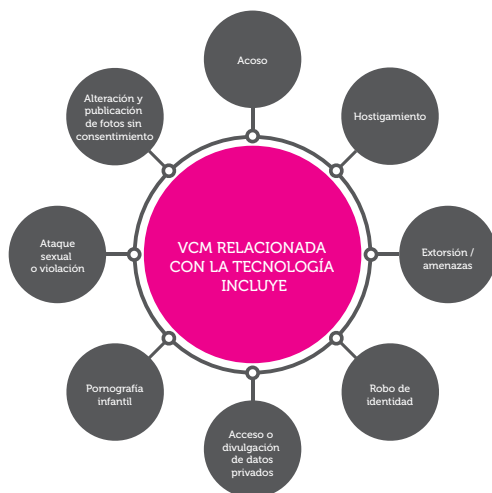 Acoso
Hostigamiento
Extorsión /
amenazas
Robo de
identidad
Acceso o
divulgación
de datos
privados
Pornografía
infantil
Ataque
sexual
o violación
Alteración y
publicación
de fotos sin
consentimiento
VCM RELACIONADA
CON LA TECNOLOGÍA
INCLUYE